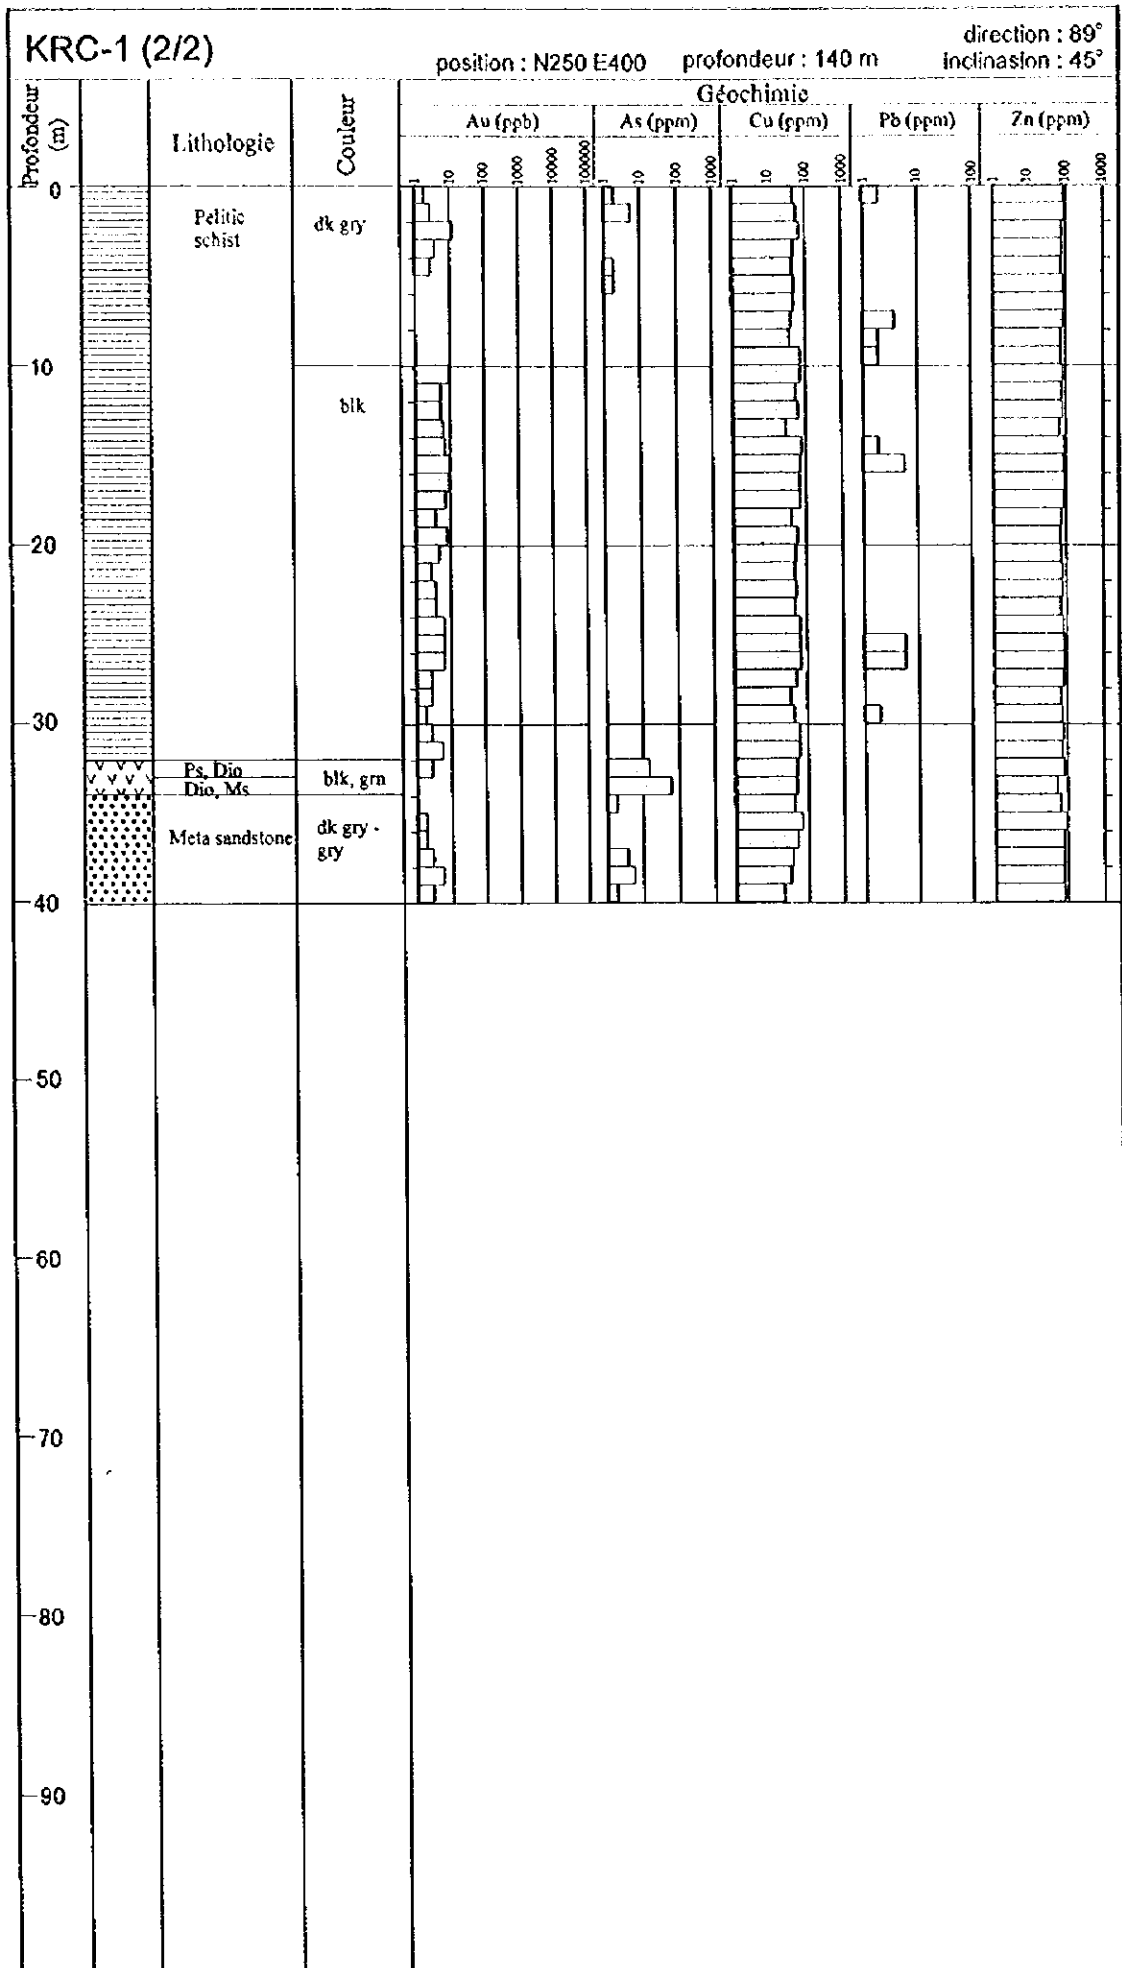 KRC-1 (2/2)
position : N250 E400 profondeur : 140 m
direction : 89°
inclinasion : 45°
Profondeur (m)
Lithologie
Couleur
Géochimie
Au (ppb) As (ppm) Cu (ppm) Pb (ppm) Zn (ppm)
1 10 100 1000 10000 100000 1 10 100 1000 1 10 100 1000 1 10 100 1 10 100 1000
0
Pelitic schist
dk gry
10
blk
20
30
Ps, Dio
Dio, Ms
blk, grn
Meta sandstone
dk gry - gry
40
50
60
70
80
90